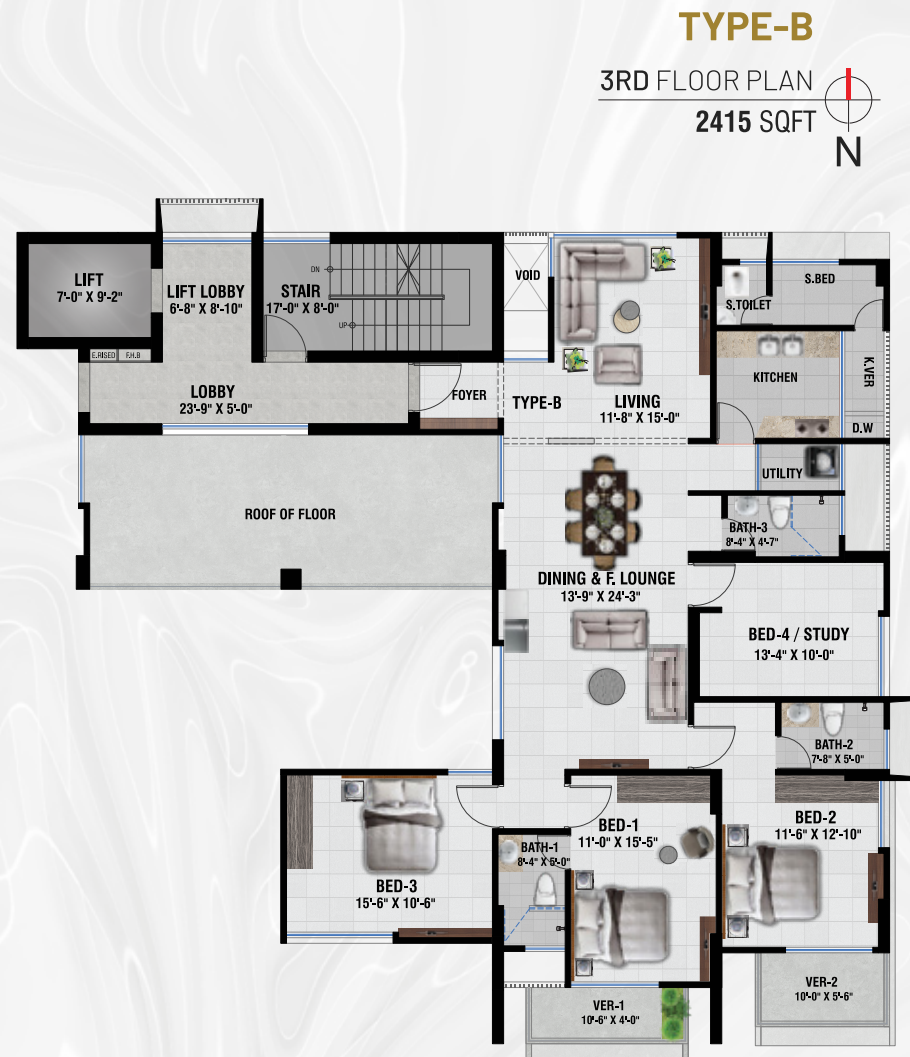 TYPE-B
3RD FLOOR PLAN
2415 SQFT
N
LIFT
7'-0" X 9'-2"
LIFT LOBBY
6'-8" X 8'-10"
STAIR
17'-0" X 8'-0"
DN
UP
VOID
S.TOILET
S.BED
E.RISED
F.H.B
LOBBY
23'-9" X 5'-0"
FOYER
TYPE-B
LIVING
11'-8" X 15'-0"
KITCHEN
K.VER
D.W
UTILITY
ROOF OF FLOOR
BATH-3
8'-4" X 4'-7"
DINING & F. LOUNGE
13'-9" X 24'-3"
BED-4 / STUDY
13'-4" X 10'-0"
BATH-2
7'-8" X 5'-0"
BED-3
15'-6" X 10'-6"
BATH-1
8'-4" X 5'-0"
BED-1
11'-0" X 15'-5"
BED-2
11'-6" X 12'-10"
VER-1
10'-6" X 4'-0"
VER-2
10'-0" X 5'-6"